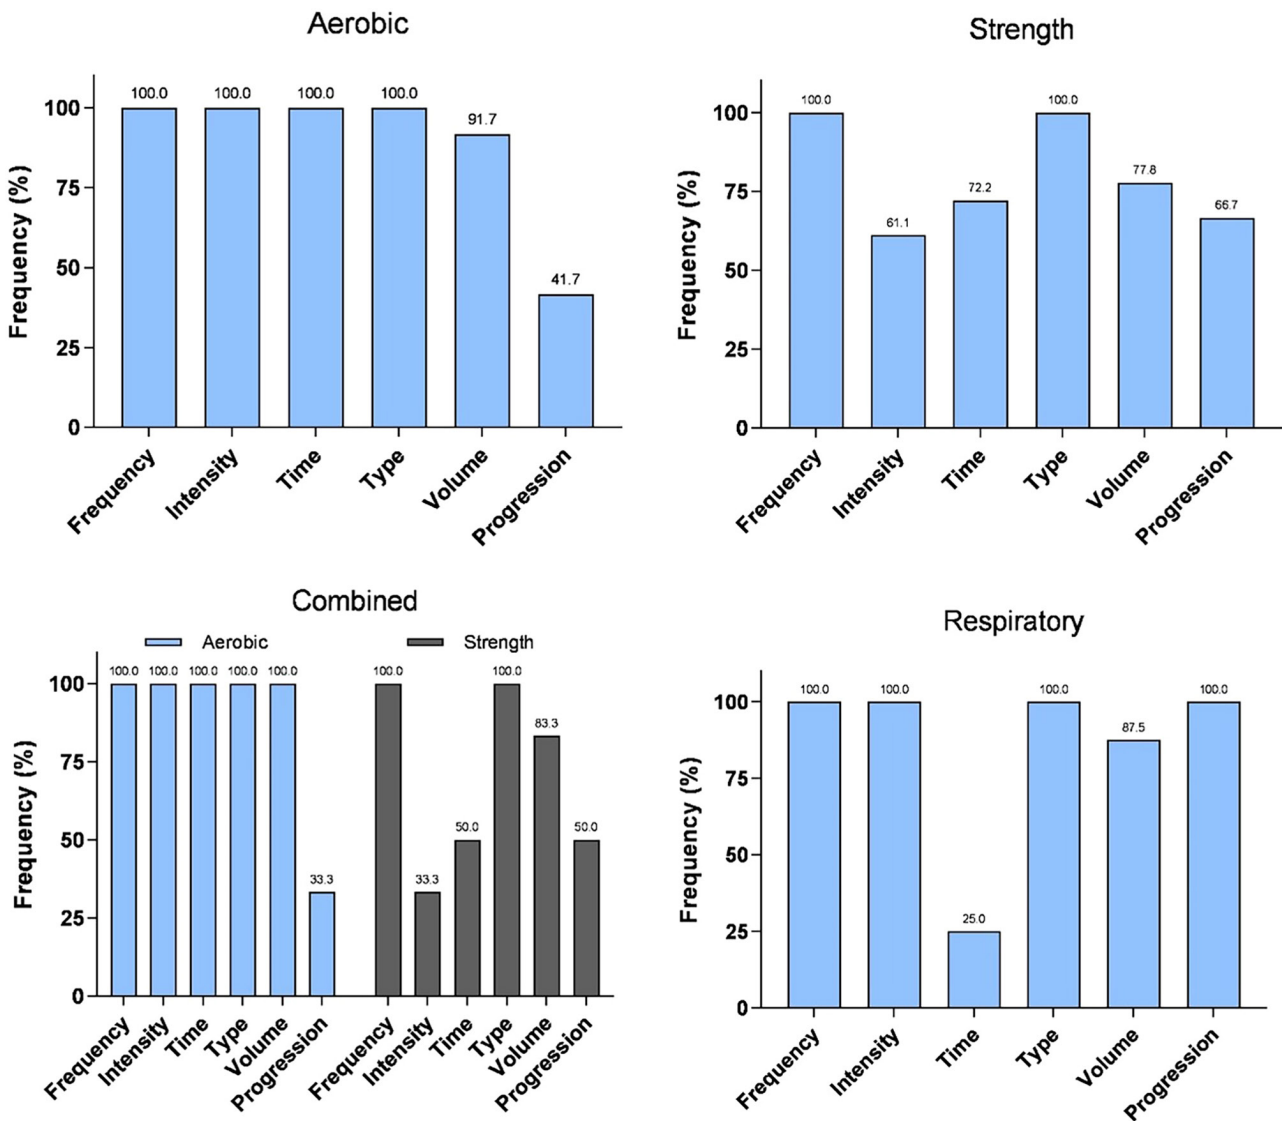 Aerobic
Frequency (%)
100
75
50
25
0
100.0 100.0 100.0 100.0 91.7 41.7
Frequency Intensity Time Type Volume Progression
Strength
Frequency (%)
100
75
50
25
0
100.0 61.1 72.2 100.0 77.8 66.7
Frequency Intensity Time Type Volume Progression
Combined
Aerobic Strength
Frequency (%)
100
75
50
25
0
100.0 100.0 100.0 100.0 100.0 33.3 100.0 33.3 50.0 100.0 83.3 50.0
Frequency Intensity Time Type Volume Progression Frequency Intensity Time Type Volume Progression
Respiratory
Frequency (%)
100
75
50
25
0
100.0 100.0 25.0 100.0 87.5 100.0
Frequency Intensity Time Type Volume Progression